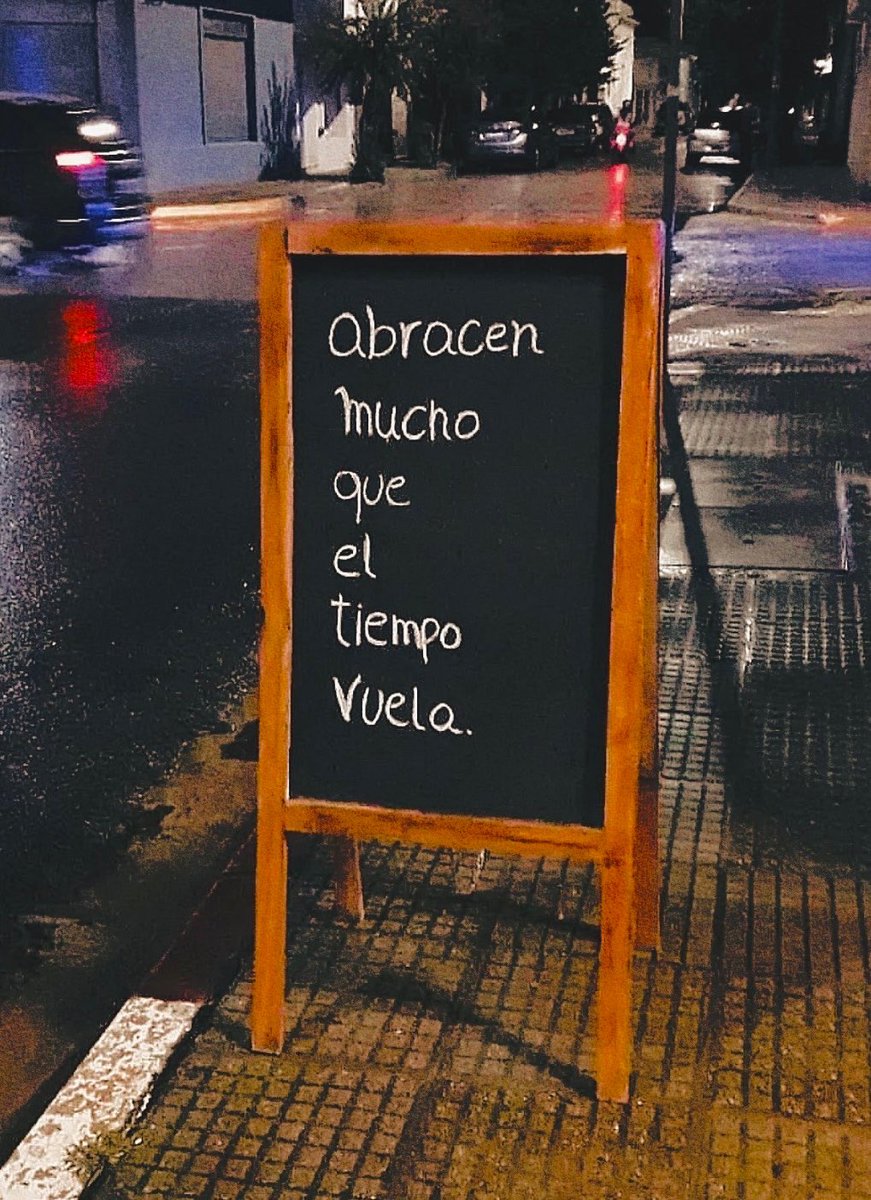 abracen
mucho
que
el
tiempo
vuela.